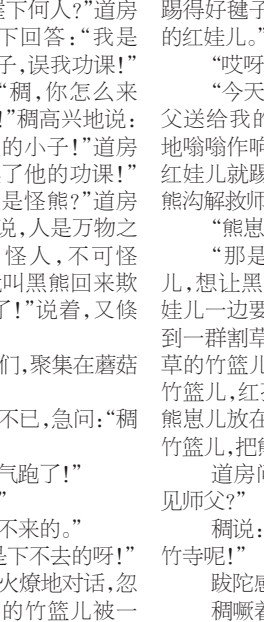 崖下何人？”道房
下回答：“我是
子，误我功课！”
“稠，你怎么来
！”稠高兴地说：
的小子！”道房
了他的功课！”
是怪熊？”道房
说，人是万物之
怪人，不可怪
叫黑熊回来欺
了！”说着，又倏
们，聚集在蘑菇
不已，急问：“稠
气跑了！”
”
不来的。”
是下不去的呀！”
火燎地对话，忽
的竹篮儿被一
踢得好毽子
的红娃儿。”
“哎呀
“今天
父送给我的
地嗡嗡作响
红娃儿就踢
熊沟解救师
“熊崽
“那是
儿，想让黑
娃儿一边要
到一群割草
草的竹篮儿
竹篮儿，红孩
熊崽儿放在
竹篮儿，把熊
道房问
见师父？”
稠说：
竹寺呢！”
跋陀感
稠噘着